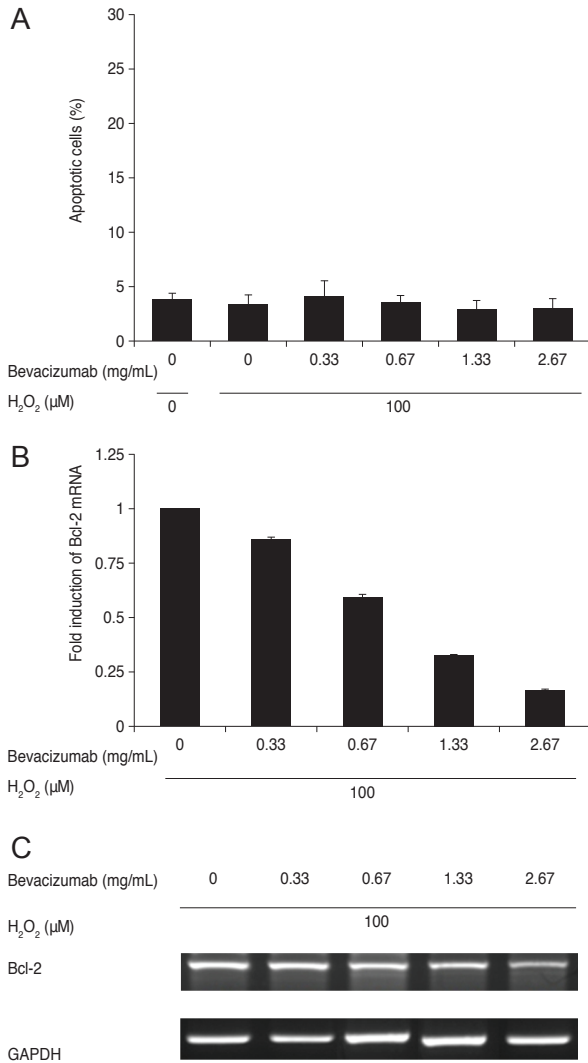 A
Apoptotic cells (%)
30
25
20
15
10
5
0
Bevacizumab (mg/mL) 0 0 0.33 0.67 1.33 2.67
H₂O₂ (µM) 0 100
B
Fold induction of Bcl-2 mRNA
1.25
1
0.75
0.5
0.25
0
Bevacizumab (mg/mL) 0 0.33 0.67 1.33 2.67
H₂O₂ (µM) 100
C
Bevacizumab (mg/mL) 0 0.33 0.67 1.33 2.67
H₂O₂ (µM) 100
Bcl-2
GAPDH